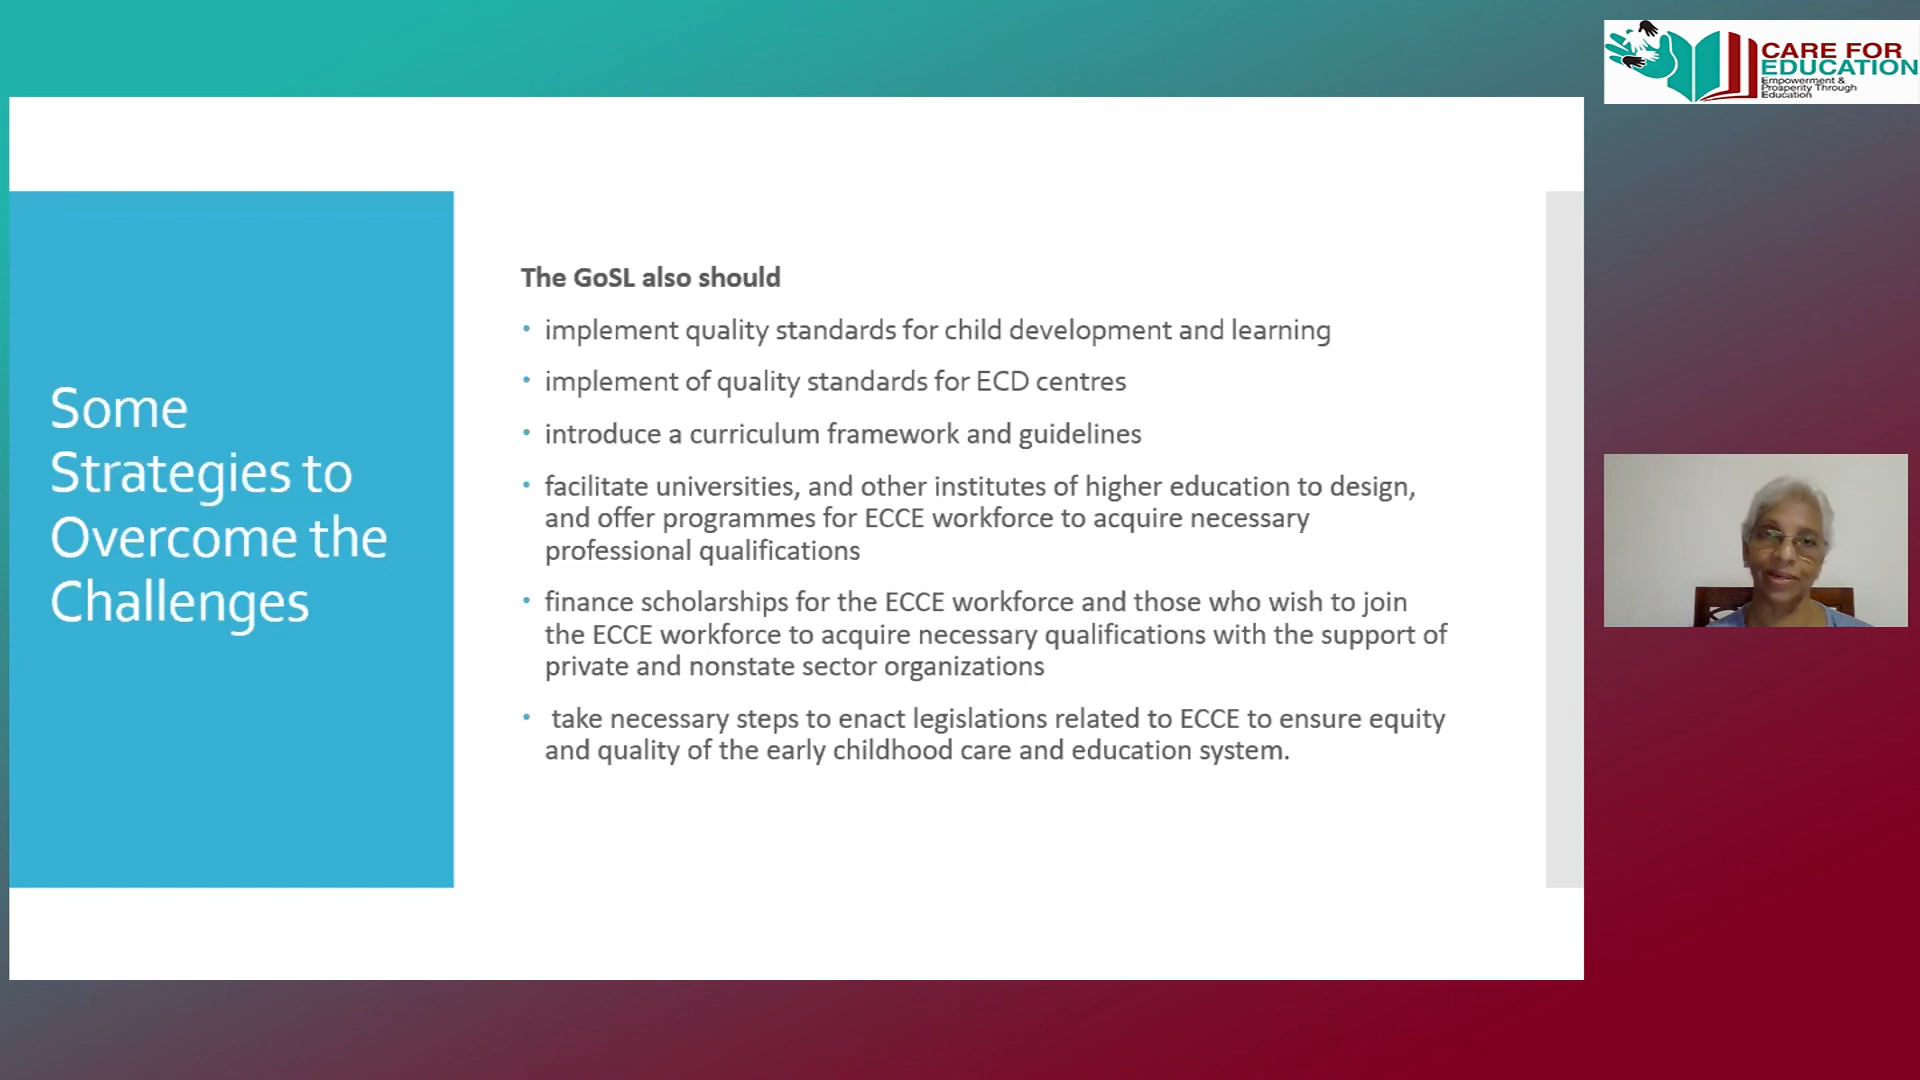 CARE FOR
EDUCATION
Empowerment &
Prosperity Through
Education
Some
Strategies to
Overcome the
Challenges
The GoSL also should
• implement quality standards for child development and learning
• implement of quality standards for ECD centres
• introduce a curriculum framework and guidelines
• facilitate universities, and other institutes of higher education to design,
and offer programmes for ECCE workforce to acquire necessary
professional qualifications
• finance scholarships for the ECCE workforce and those who wish to join
the ECCE workforce to acquire necessary qualifications with the support of
private and nonstate sector organizations
• take necessary steps to enact legislations related to ECCE to ensure equity
and quality of the early childhood care and education system.